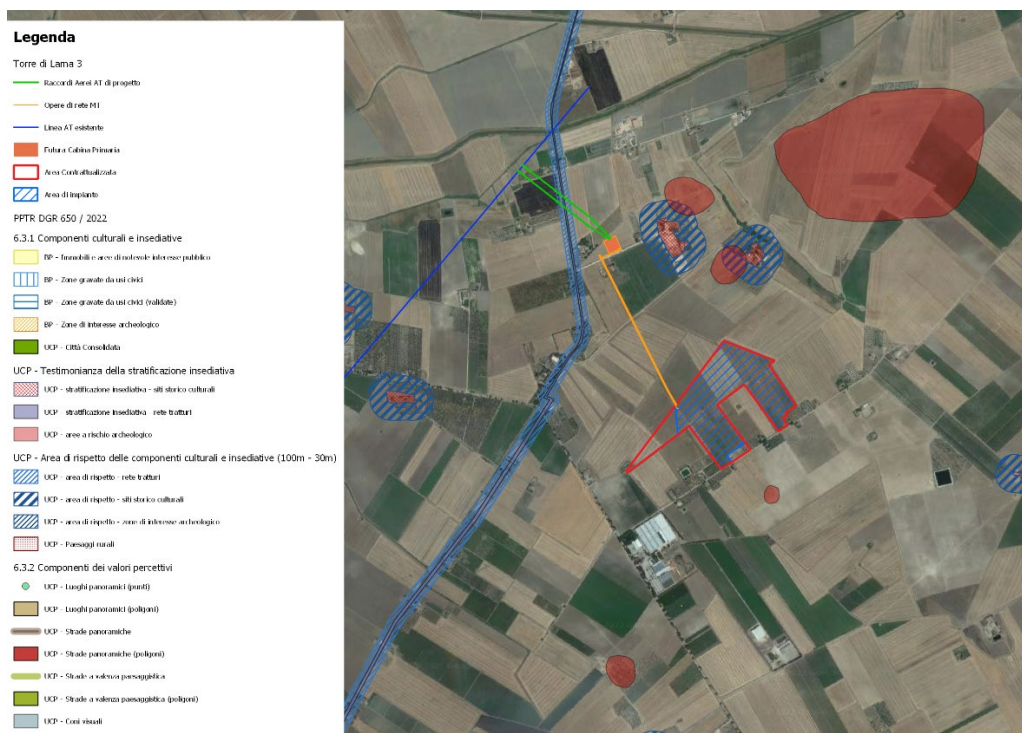 Legenda
Torre di Lama 3
Raccordi Aerei AT di progetto
Opere di rete MT
Linea AT esistente
Futura Cabina Primaria
Area Contrattualizzata
Area di impianto
PPTR DGR 650 / 2022
6.3.1 Componenti culturali e insediative
BP - Immobili e aree di notevole interesse pubblico
BP - Zone gravate da usi civici
BP - Zone gravate da usi civici (validate)
BP - Zone di interesse archeologico
UCP - Città Consolidata
UCP - Testimonianza della stratificazione insediativa
UCP - stratificazione insediativa - siti storico culturali
UCP - stratificazione insediativa - rete tratturi
UCP - aree a rischio archeologico
UCP - Area di rispetto delle componenti culturali e insediative (100m - 30m)
UCP - area di rispetto - rete tratturi
UCP - area di rispetto - siti storico culturali
UCP - area di rispetto - zone di interesse archeologico
UCP - Paesaggi rurali
6.3.2 Componenti dei valori percettivi
UCP - Luoghi panoramici (punti)
UCP - Luoghi panoramici (poligoni)
UCP - Strade panoramiche
UCP - Strade panoramiche (poligoni)
UCP - Strade a valenza paesaggistica
UCP - Strade a valenza paesaggistica (poligoni)
UCP - Coni visuali